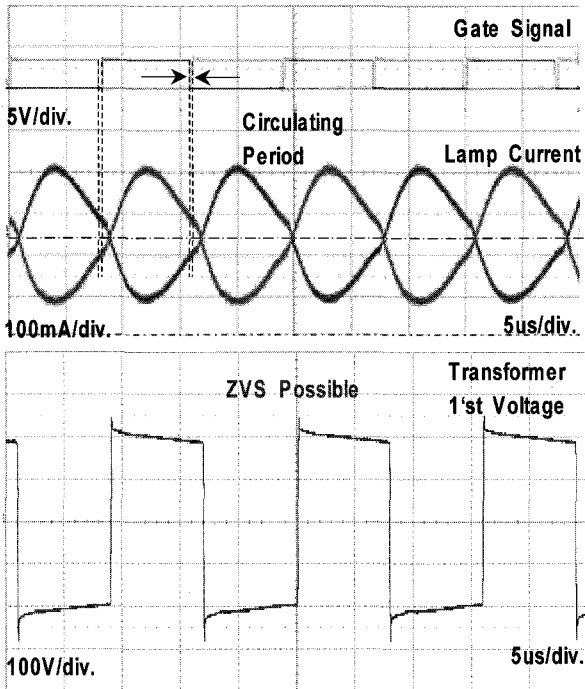 Gate Signal
5V/div.
Circulating
Period
Lamp Current
100mA/div.
5us/div.
ZVS Possible
Transformer
1'st Voltage
100V/div.
5us/div.